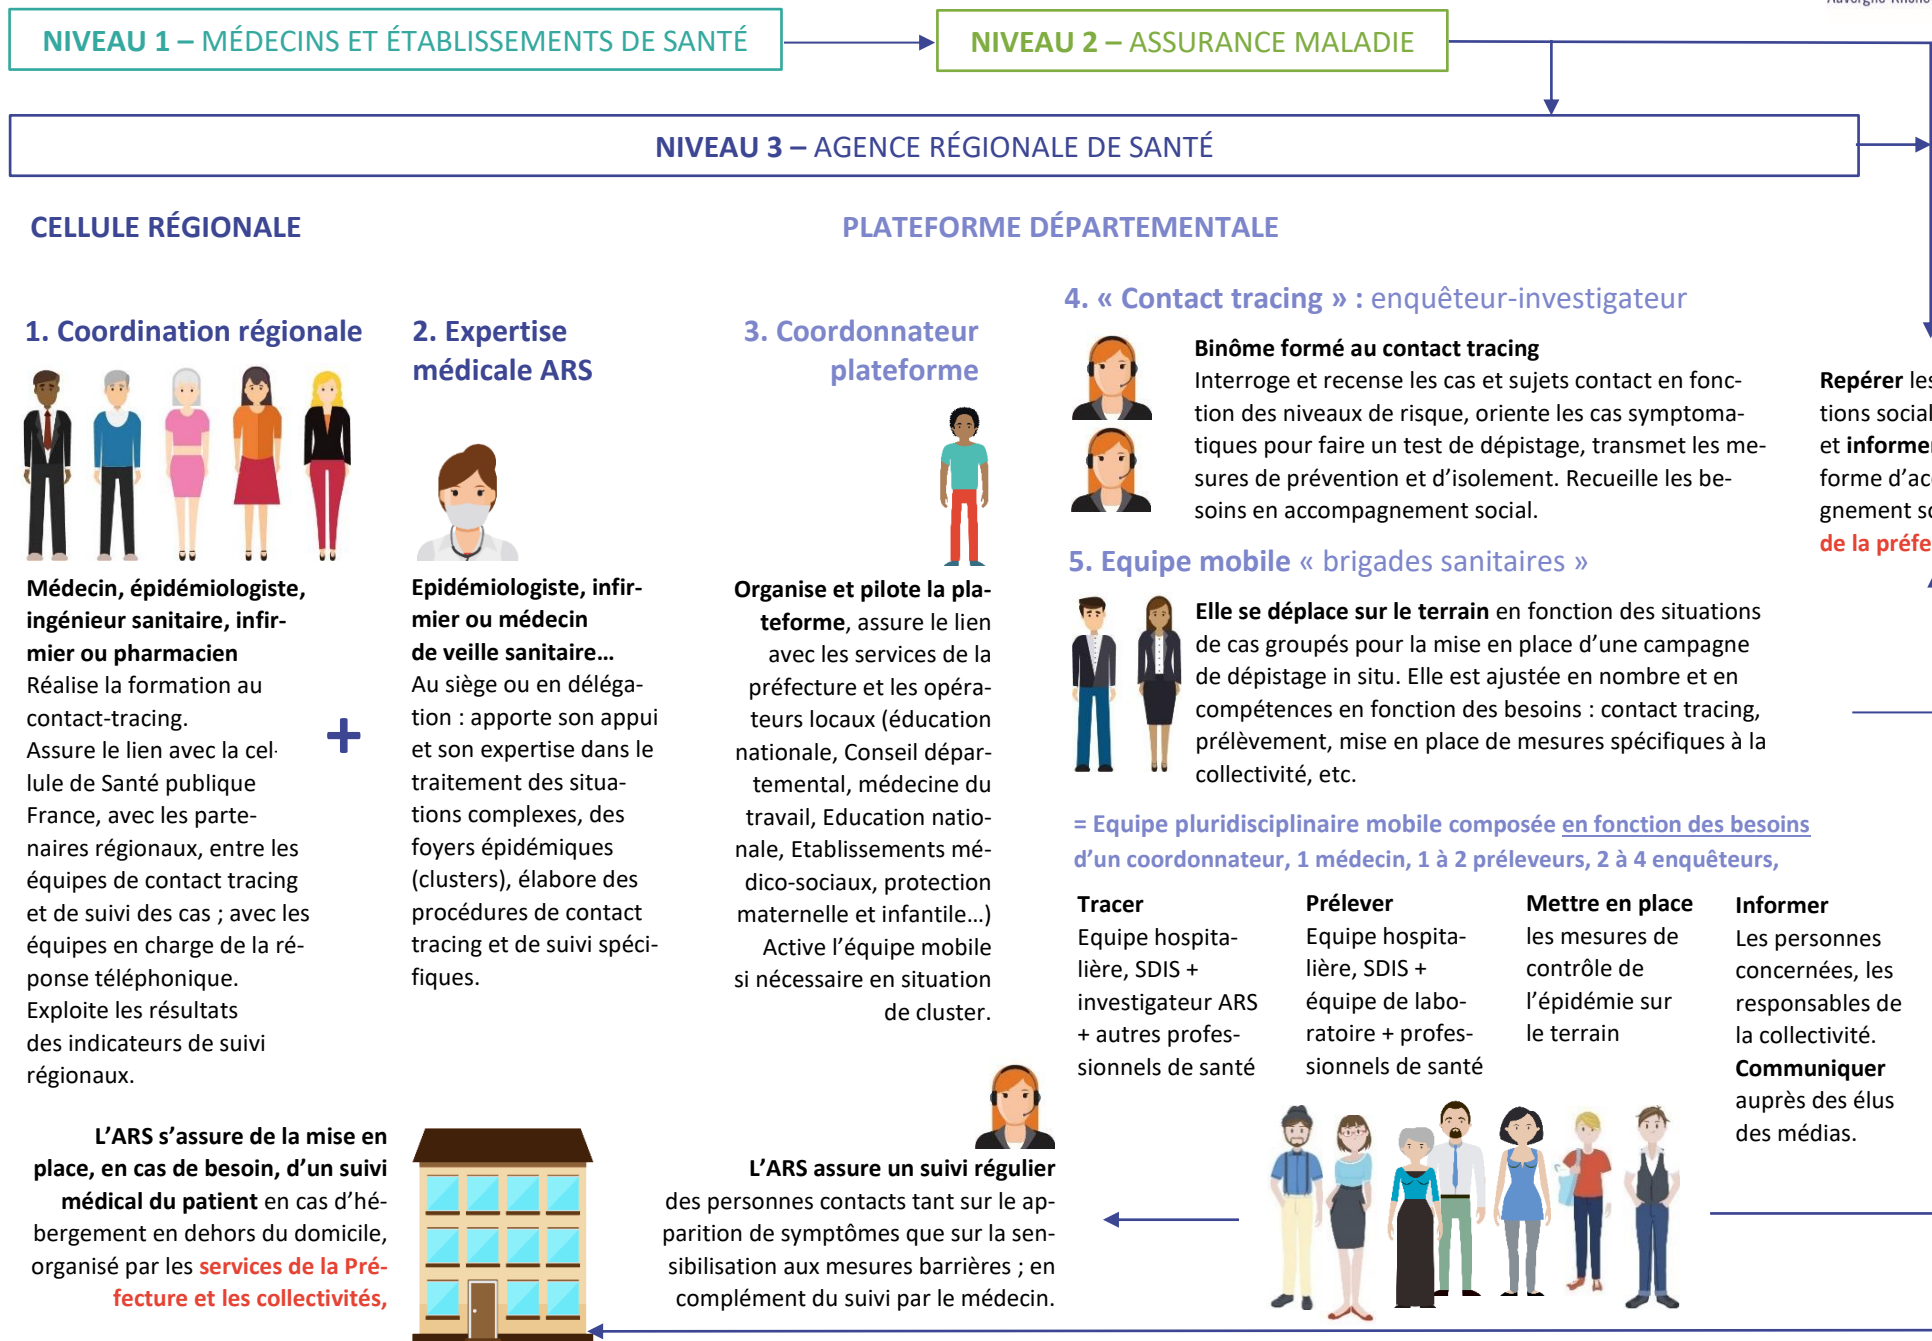 NIVEAU 1 – MÉDECINS ET ÉTABLISSEMENTS DE SANTÉ
NIVEAU 2 – ASSURANCE MALADIE
NIVEAU 3 – AGENCE RÉGIONALE DE SANTÉ
CELLULE RÉGIONALE
PLATEFORME DÉPARTEMENTALE
1. Coordination régionale
Médecin, épidémiologiste,
ingénieur sanitaire, infir-
mier ou pharmacien
Réalise la formation au
contact-tracing.
Assure le lien avec la cel-
lule de Santé publique
France, avec les parte-
naires régionaux, entre les
équipes de contact tracing
et de suivi des cas ; avec les
équipes en charge de la ré-
ponse téléphonique.
Exploite les résultats
des indicateurs de suivi
régionaux.
+
2. Expertise
médicale ARS
Epidémiologiste, infir-
mier ou médecin
de veille sanitaire…
Au siège ou en déléga-
tion : apporte son appui
et son expertise dans le
traitement des situa-
tions complexes, des
foyers épidémiques
(clusters), élabore des
procédures de contact
tracing et de suivi spéci-
fiques.
3. Coordonnateur
plateforme
Organise et pilote la pla-
teforme, assure le lien
avec les services de la
préfecture et les opéra-
teurs locaux (éducation
nationale, Conseil dépar-
temental, médecine du
travail, Education natio-
nale, Etablissements mé-
dico-sociaux, protection
maternelle et infantile…)
Active l’équipe mobile
si nécessaire en situation
de cluster.
4. « Contact tracing » : enquêteur-investigateur
Binôme formé au contact tracing
Interroge et recense les cas et sujets contact en fonc-
tion des niveaux de risque, oriente les cas symptoma-
tiques pour faire un test de dépistage, transmet les me-
sures de prévention et d’isolement. Recueille les be-
soins en accompagnement social.
5. Equipe mobile « brigades sanitaires »
Elle se déplace sur le terrain en fonction des situations
de cas groupés pour la mise en place d’une campagne
de dépistage in situ. Elle est ajustée en nombre et en
compétences en fonction des besoins : contact tracing,
prélèvement, mise en place de mesures spécifiques à la
collectivité, etc.
= Equipe pluridisciplinaire mobile composée en fonction des besoins
d’un coordonnateur, 1 médecin, 1 à 2 préleveurs, 2 à 4 enquêteurs,
Tracer
Equipe hospita-
lière, SDIS +
investigateur ARS
+ autres profes-
sionnels de santé
Prélever
Equipe hospita-
lière, SDIS +
équipe de labo-
ratoire + profes-
sionnels de santé
Mettre en place
les mesures de
contrôle de
l’épidémie sur
le terrain
Informer
Les personnes
concernées, les
responsables de
la collectivité.
Communiquer
auprès des élus
des médias.
Repérer les
tions social
et informer
forme d’acc
gnement so
de la préfe
L’ARS s’assure de la mise en
place, en cas de besoin, d’un suivi
médical du patient en cas d’hé-
bergement en dehors du domicile,
organisé par les services de la Pré-
fecture et les collectivités,
L’ARS assure un suivi régulier
des personnes contacts tant sur le ap-
parition de symptômes que sur la sen-
sibilisation aux mesures barrières ; en
complément du suivi par le médecin.